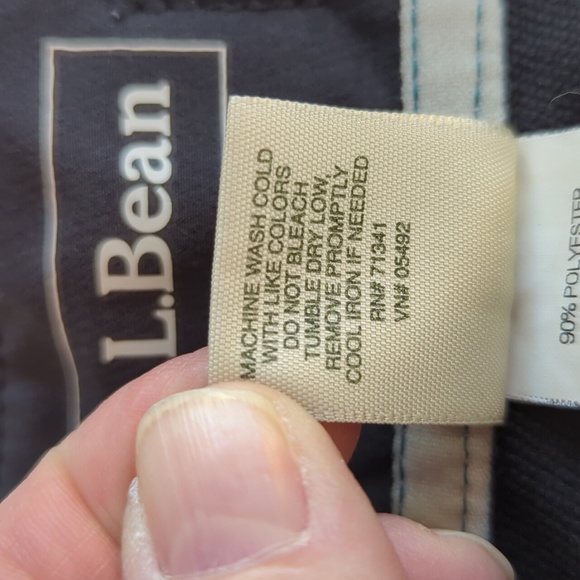 L.L.Bean
MACHINE WASH COLD
WITH LIKE COLORS
DO NOT BLEACH
TUMBLE DRY LOW,
REMOVE PROMPTLY
COOL IRON IF NEEDED
RN# 71341
VN# 05492
90% POLYESTER